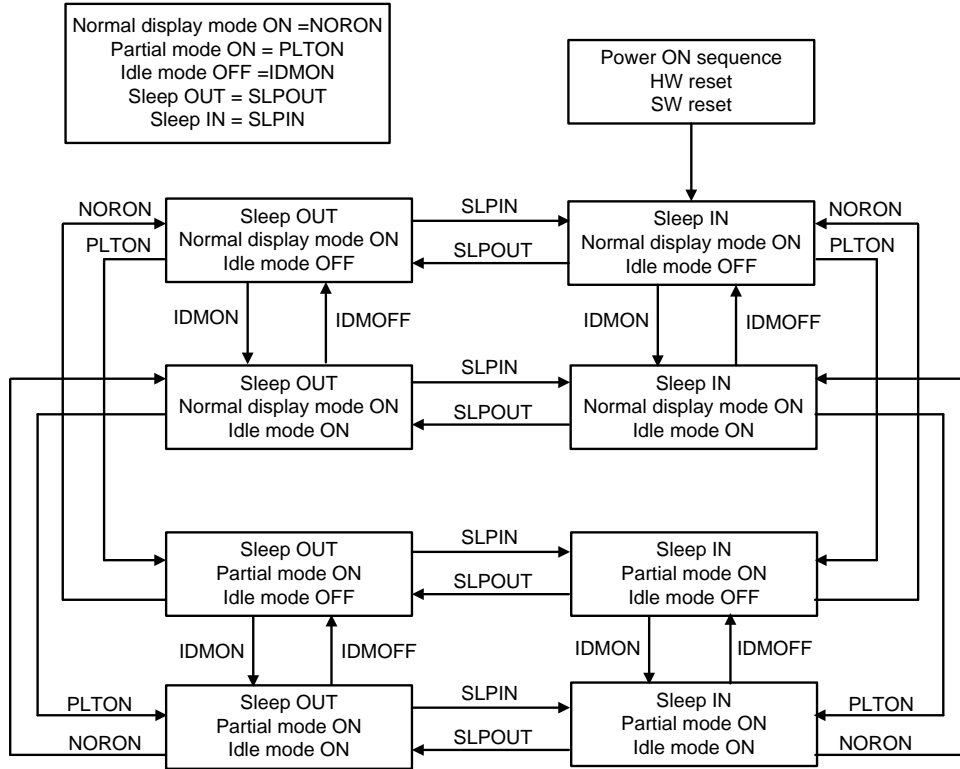 Normal display mode ON =NORON
Partial mode ON = PLTON
Idle mode OFF =IDMON
Sleep OUT = SLPOUT
Sleep IN = SLPIN
Power ON sequence
HW reset
SW reset
NORON
PLTON
Sleep OUT
Normal display mode ON
Idle mode OFF
SLPIN
SLPOUT
Sleep IN
Normal display mode ON
Idle mode OFF
NORON
PLTON
IDMON
IDMOFF
IDMON
IDMOFF
Sleep OUT
Normal display mode ON
Idle mode ON
SLPIN
SLPOUT
Sleep IN
Normal display mode ON
Idle mode ON
Sleep OUT
Partial mode ON
Idle mode OFF
SLPIN
SLPOUT
Sleep IN
Partial mode ON
Idle mode OFF
IDMON
IDMOFF
IDMON
IDMOFF
PLTON
NORON
Sleep OUT
Partial mode ON
Idle mode ON
SLPIN
SLPOUT
Sleep IN
Partial mode ON
Idle mode ON
PLTON
NORON